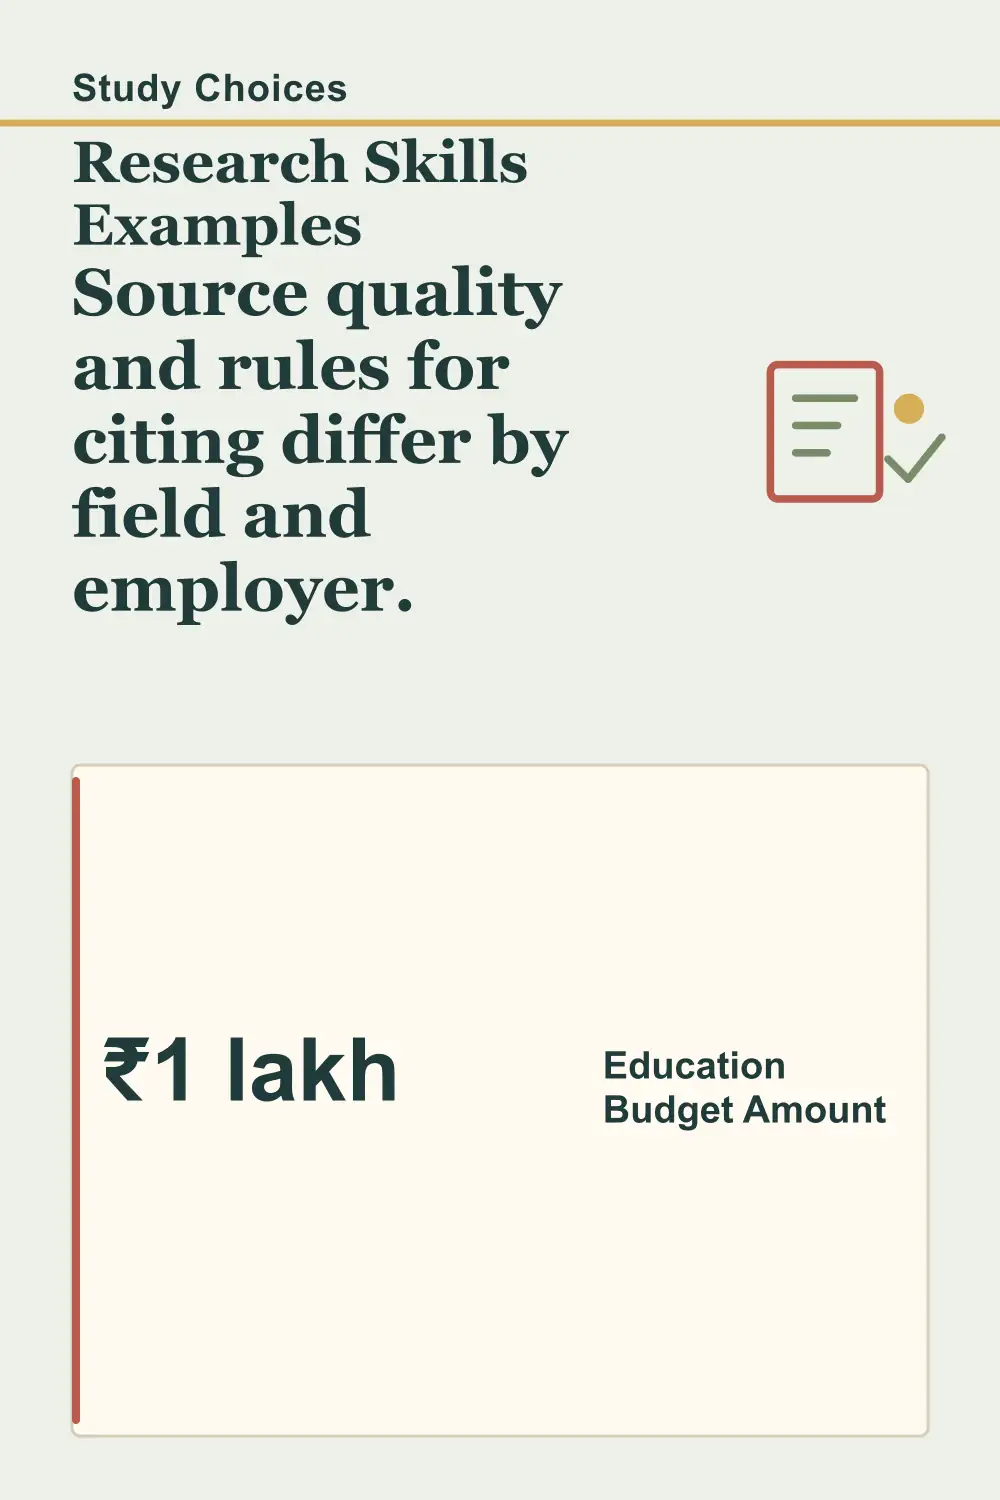 Study Choices
Research Skills
Examples
Source quality
and rules for
citing differ by
field and
employer.
₹1 lakh
Education
Budget Amount